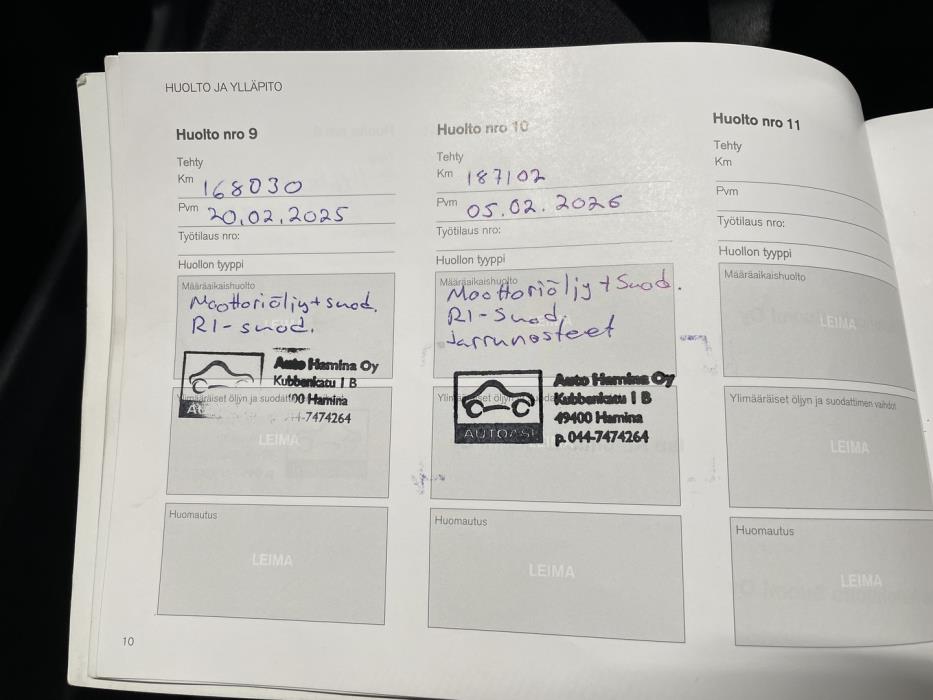 HUOLTO JA YLLÄPITO
Huolto nro 9
Tehty
Km 168030
Pvm 20.02.2025
Työtilaus nro:
Huollon tyyppi
Määräaikaishuolto
Moottoriöljy + suod.
RI-suod.
Auto Hamina Oy
Kubbenkatu 1 B
00 Hamina
-7474264
LEIMA
Huomautus
LEIMA
10
Huolto nro 10
Tehty
Km 187102
Pvm 05.02.2026
Työtilaus nro:
Huollon tyyppi
Määräaikaishuolto
Moottoriöljy + Suod.
RI-Suod.
Jarrunesteet
Auto Hamina Oy
Kubbenkatu 1 B
49400 Hamina
p.044-7474264
AUTOASI
Huomautus
LEIMA
Huolto nro 11
Tehty
Km
Pvm
Työtilaus nro:
Huollon tyyppi
Määräaikaishuolto
LEIMA
Ylimääräiset öljyn ja suodattimen vaihdot
LEIMA
Huomautus
LEIMA